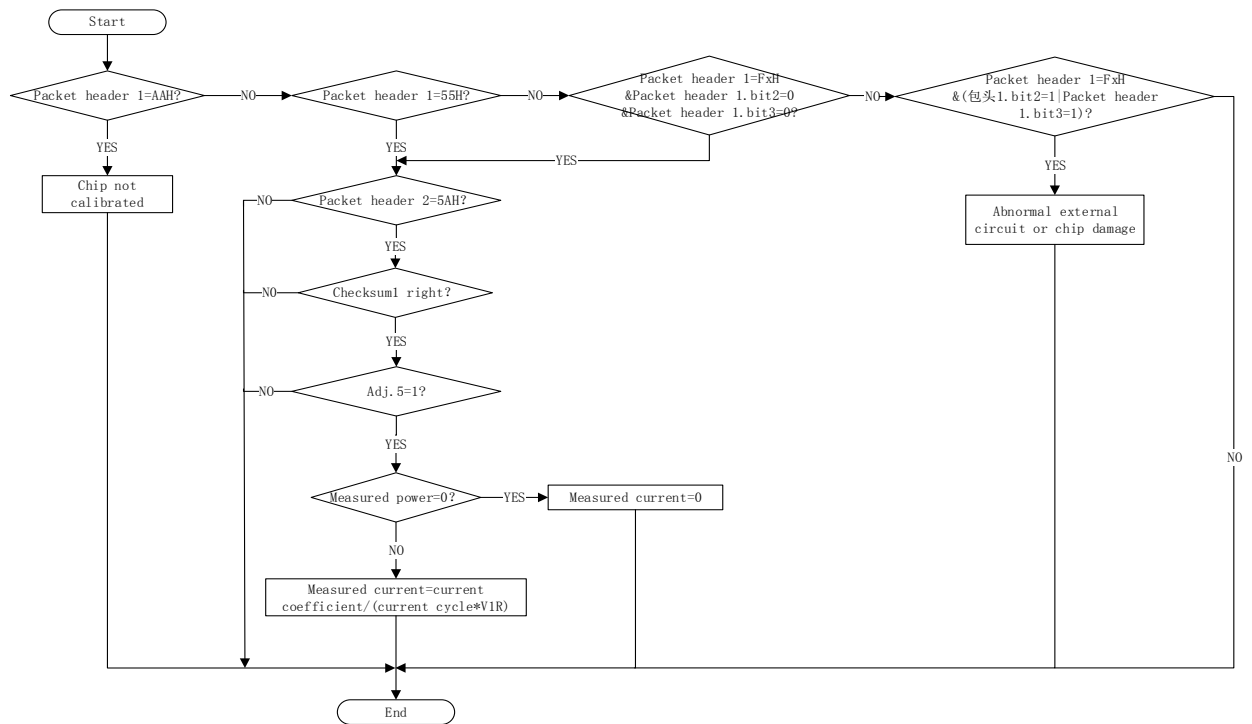 Start
Packet header 1=AAH?
NO
Packet header 1=55H?
NO
Packet header 1=FxH
&Packet header 1.bit2=0
&Packet header 1.bit3=0?
NO
Packet header 1=FxH
&(包头1.bit2=1|Packet header
1.bit3=1)?
YES
YES
YES
YES
Chip not
calibrated
NO
Packet header 2=5AH?
Abnormal external
circuit or chip damage
YES
NO
Checksum1 right?
YES
NO
Adj.5=1?
YES
NO
Measured power=0?
YES
Measured current=0
NO
Measured current=current
coefficient/(current cycle*V1R)
End